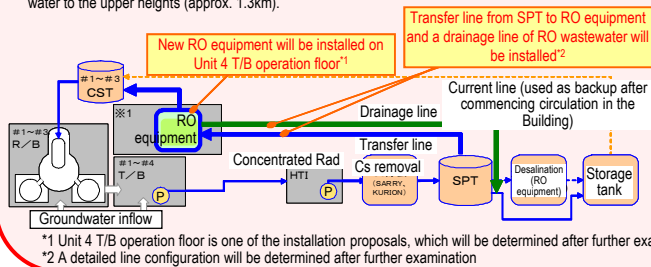 water to the upper heights (approx. 1.3km).
Transfer line from SPT to RO equipment
and a drainage line of RO wastewater will
be installed*2
New RO equipment will be installed on
Unit 4 T/B operation floor*1
#1~#3
CST
※1
RO
equipment
Drainage line
Current line (used as backup after
commencing circulation in the
Building)
#1~#3
R/B
#1~#4
T/B
P
Concentrated Rad
HTI
P
Transfer line
Cs removal
(SARRY,
KURION)
SPT
Desalination
(RO
equipment)
Storage
tank
Groundwater inflow
*1 Unit 4 T/B operation floor is one of the installation proposals, which will be determined after further exa
*2 A detailed line configuration will be determined after further examination